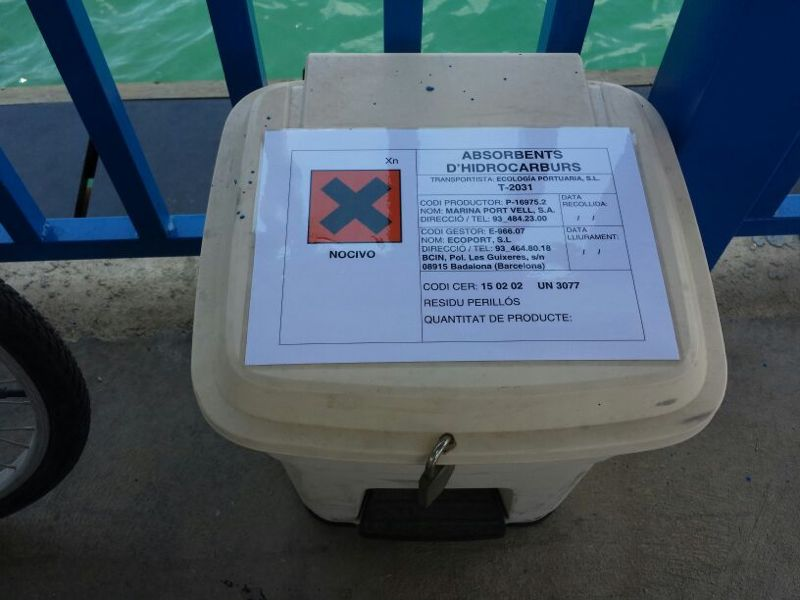 Xn
NOCIVO
ABSORBENTS
D'HIDROCARBURS
TRANSPORTISTA: ECOLOGÍA PORTUARIA, S.L.
T-2031
CODI PRODUCTOR: P-16975.2
NOM: MARINA PORT VELL, S.A.
DIRECCIÓ / TEL: 93_484.23.00
DATA
RECOLLIDA:
/ /
CODI GESTOR: E-966.07
NOM: ECOPORT, S.L
DIRECCIÓ / TEL: 93_464.80.18
BCIN, Pol. Les Guixeres, s/n
08915 Badalona (Barcelona)
DATA
LLIURAMENT:
/ /
CODI CER: 15 02 02 UN 3077
RESIDU PERILLÓS
QUANTITAT DE PRODUCTE: